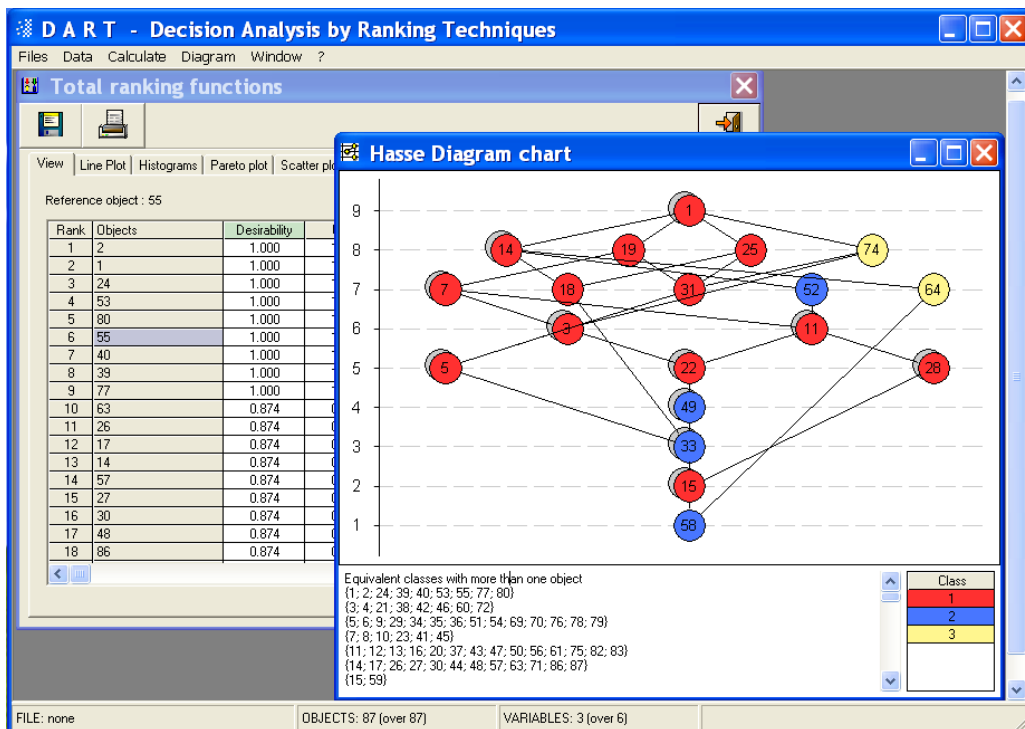 D A R T - Decision Analysis by Ranking Techniques
Files Data Calculate Diagram Window ?
Total ranking functions
View Line Plot Histograms Pareto plot Scatter plo
Reference object : 55
Rank Objects Desirability
1 2 1.000
2 1 1.000
3 24 1.000
4 53 1.000
5 80 1.000
6 55 1.000
7 40 1.000
8 39 1.000
9 77 1.000
10 63 0.874
11 26 0.874
12 17 0.874
13 14 0.874
14 57 0.874
15 27 0.874
16 30 0.874
17 48 0.874
18 86 0.874
Hasse Diagram chart
9 1
8 14 19 25 74
7 7 18 31 52 64
6 3 11
5 5 22 28
4 49
3 33
2 15
1 58
Equivalent classes with more than one object
{1; 2; 24; 39; 40; 53; 55; 77; 80}
{3; 4; 21; 38; 42; 46; 60; 72}
{5; 6; 9; 29; 34; 35; 36; 51; 54; 69; 70; 76; 78; 79}
{7; 8; 10; 23; 41; 45}
{11; 12; 13; 16; 20; 37; 43; 47; 50; 56; 61; 75; 82; 83}
{14; 17; 26; 27; 30; 44; 48; 57; 63; 71; 86; 87}
{15; 59}
Class
1
2
3
FILE: none OBJECTS: 87 (over 87) VARIABLES: 3 (over 6)